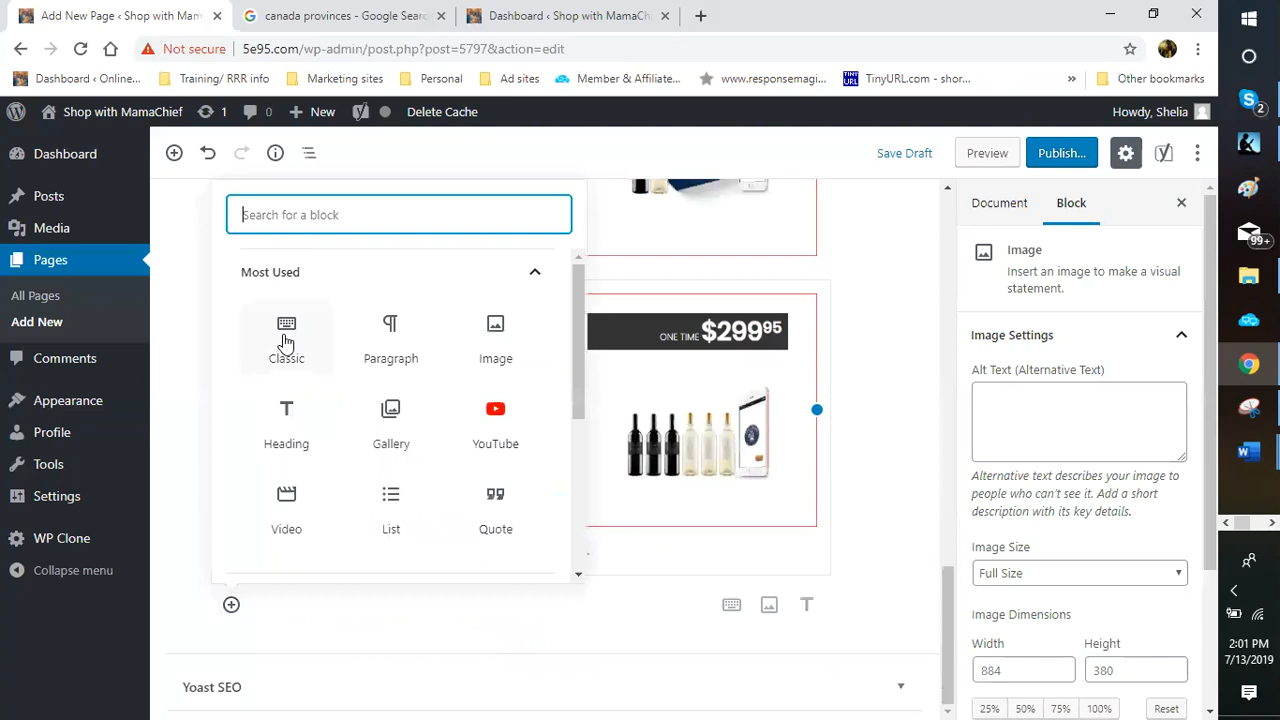 Add New Page ‹ Shop with Mam
canada provinces - Google Searc
Dashboard ‹ Shop with MamaChi
Not secure
5e95.com/wp-admin/post.php?post=5797&action=edit
Dashboard ‹ Online...
Training/ RRR info
Marketing sites
Personal
Ad sites
Member & Affiliate...
www.responsemagi...
TINY URL
TinyURL.com - shor...
»
Other bookmarks
Shop with MamaChief
1
0
New
Delete Cache
Howdy, Shelia
Dashboard
Posts
Media
Pages
All Pages
Add New
Comments
Appearance
Profile
Tools
Settings
WP Clone
Collapse menu
Save Draft
Preview
Publish...
Search for a block
Most Used
Classic
Paragraph
Image
Heading
Gallery
YouTube
Video
List
Quote
ONE TIME $29995
Yoast SEO
Document
Block
Image
Insert an image to make a visual
statement.
Image Settings
Alt Text (Alternative Text)
Alternative text describes your image to
people who can't see it. Add a short
description with its key details.
Image Size
Full Size
Image Dimensions
Width
Height
884
380
25%
50%
75%
100%
Reset
2
99+
2:01 PM
7/13/2019